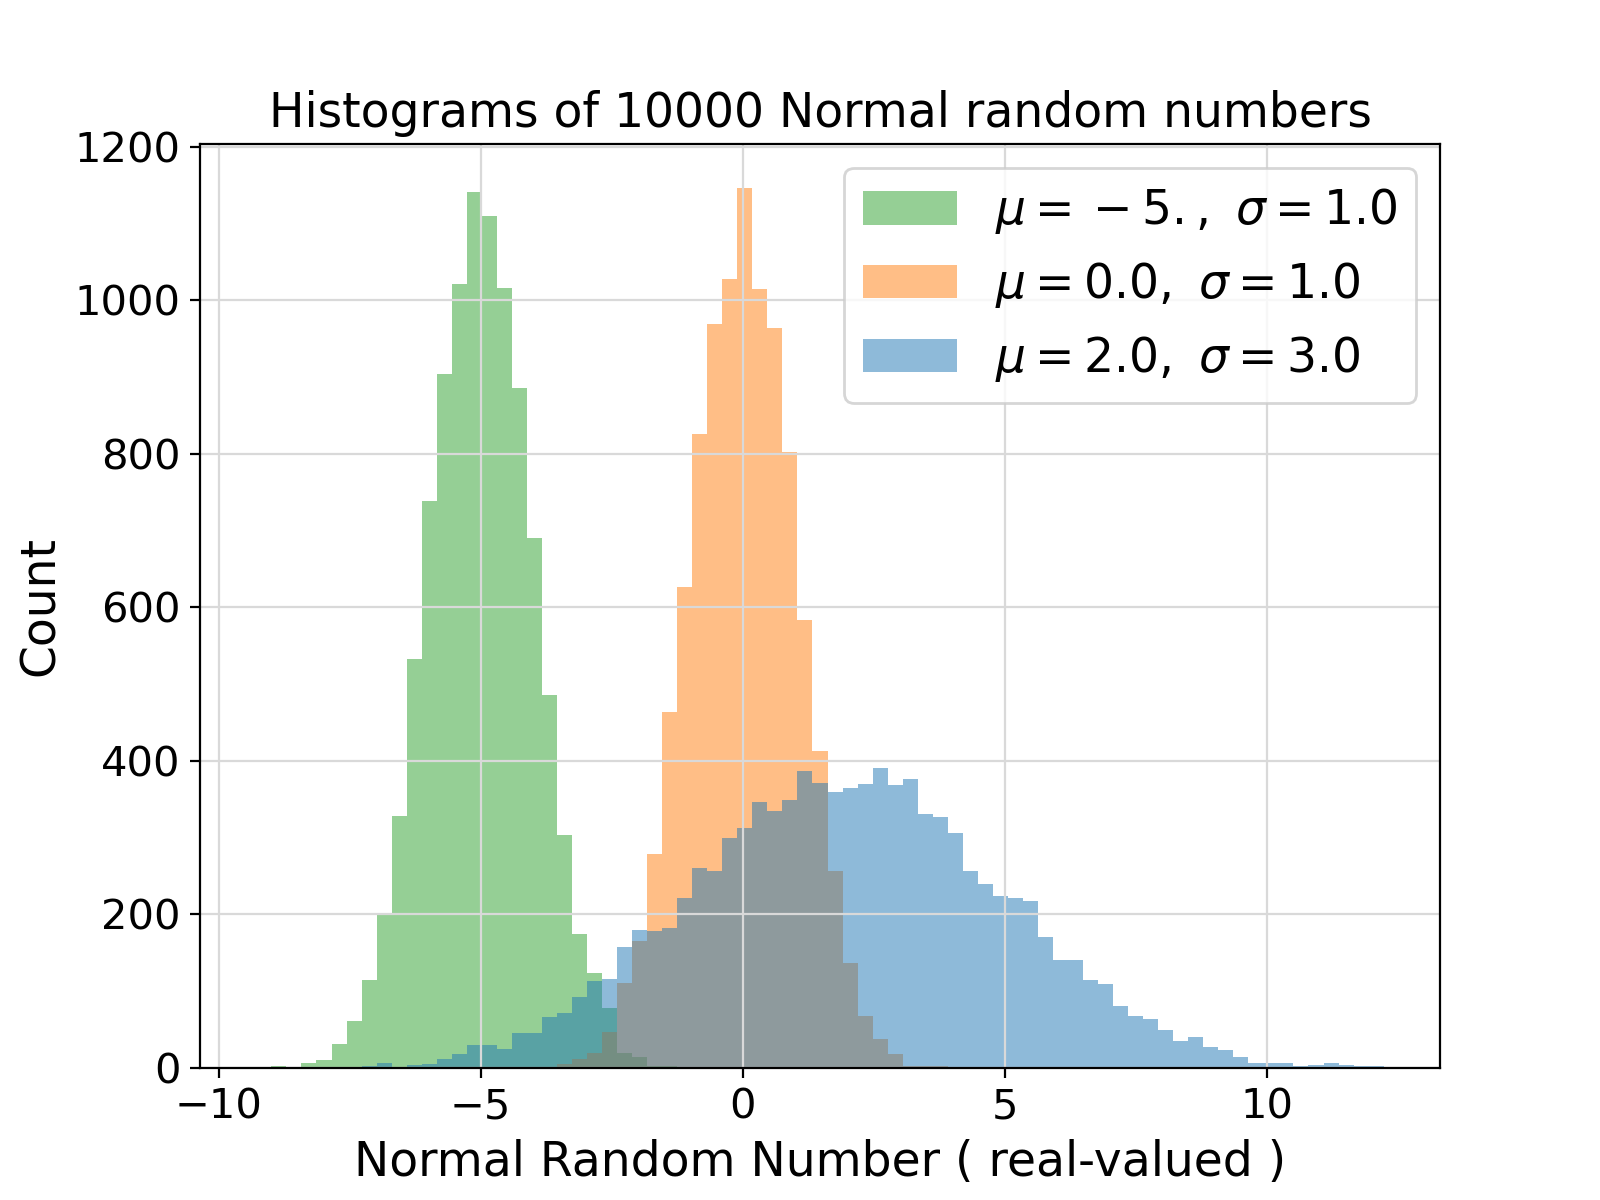 Histograms of 10000 Normal random numbers
1200
1000
800
600
400
200
0
Count
μ = − 5. , σ = 1.0
μ = 0.0, σ = 1.0
μ = 2.0, σ = 3.0
−10 −5 0 5 10
Normal Random Number ( real-valued )